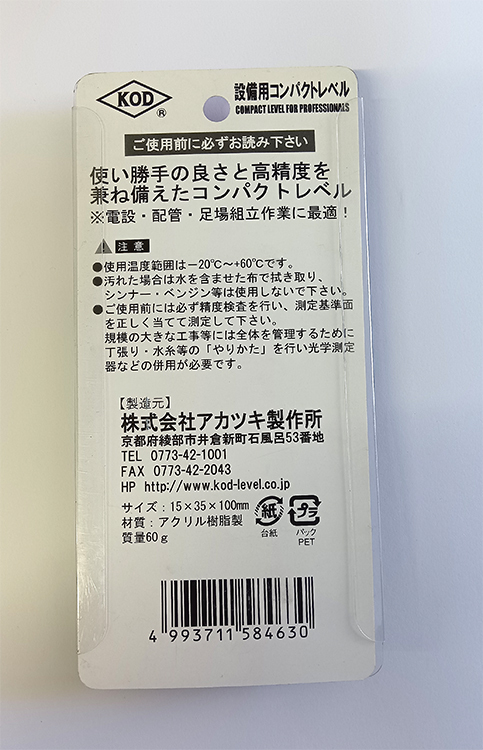 KOD
®
設備用コンパクトレベル
COMPACT LEVEL FOR PROFESSIONALS
ご使用前に必ずお読み下さい
使い勝手の良さと高精度を
兼ね備えたコンパクトレベル
※電設・配管・足場組立作業に最適！
注意
●使用温度範囲は−20℃〜+60℃です。
●汚れた場合は水を含ませた布で拭き取り、
シンナー・ベンジン等は使用しないで下さい。
●ご使用前には必ず精度検査を行い、測定基準面
を正しく当てて測定して下さい。
規模の大きな工事等には全体を管理するために
丁張り・水糸等の「やりかた」を行い光学測定
器などの併用が必要です。
【製造元】
株式会社アカツキ製作所
京都府綾部市井倉新町石風呂53番地
TEL 0773-42-1001
FAX 0773-42-2043
HP http://www.kod-level.co.jp
サイズ：15×35×100mm
材質：アクリル樹脂製
質量60g
紙
台紙
プラ
パック
PET
4 993711 584630